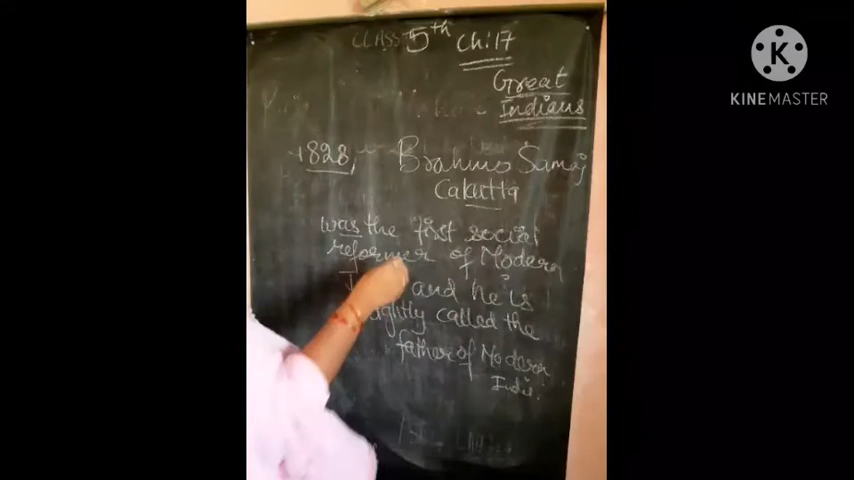 CLASS 5th Ch:17
Great
Indians
1828, Brahmo Samaj
Cakutta
was the first social
reformer of Modern
and he is
rightly called the
father of Modern
India.
KINEMASTER